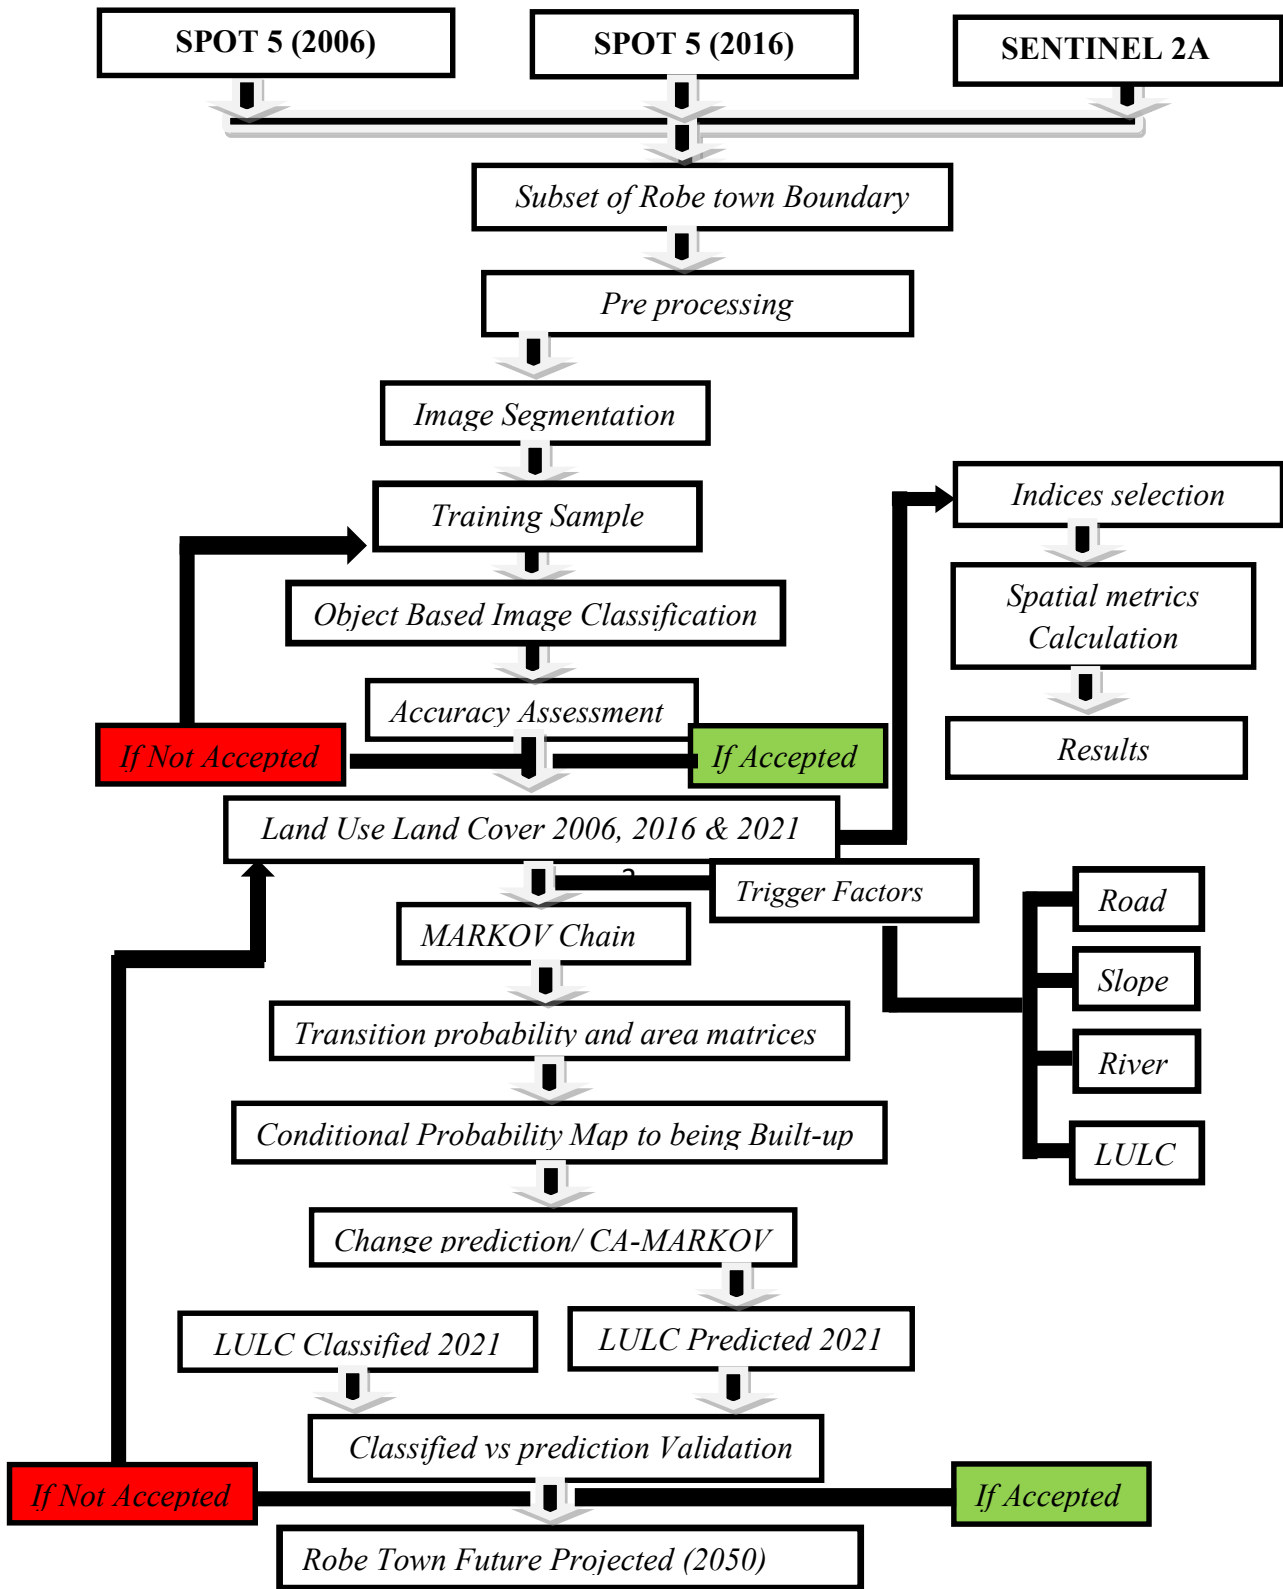 SPOT 5 (2006)
SPOT 5 (2016)
SENTINEL 2A
Subset of Robe town Boundary
Pre processing
Image Segmentation
Training Sample
Object Based Image Classification
Accuracy Assessment
If Not Accepted
If Accepted
Land Use Land Cover 2006, 2016 & 2021
Indices selection
Spatial metrics
Calculation
Results
Trigger Factors
Road
Slope
River
LULC
MARKOV Chain
Transition probability and area matrices
Conditional Probability Map to being Built-up
Change prediction/ CA-MARKOV
LULC Classified 2021
LULC Predicted 2021
Classified vs prediction Validation
If Not Accepted
If Accepted
Robe Town Future Projected (2050)